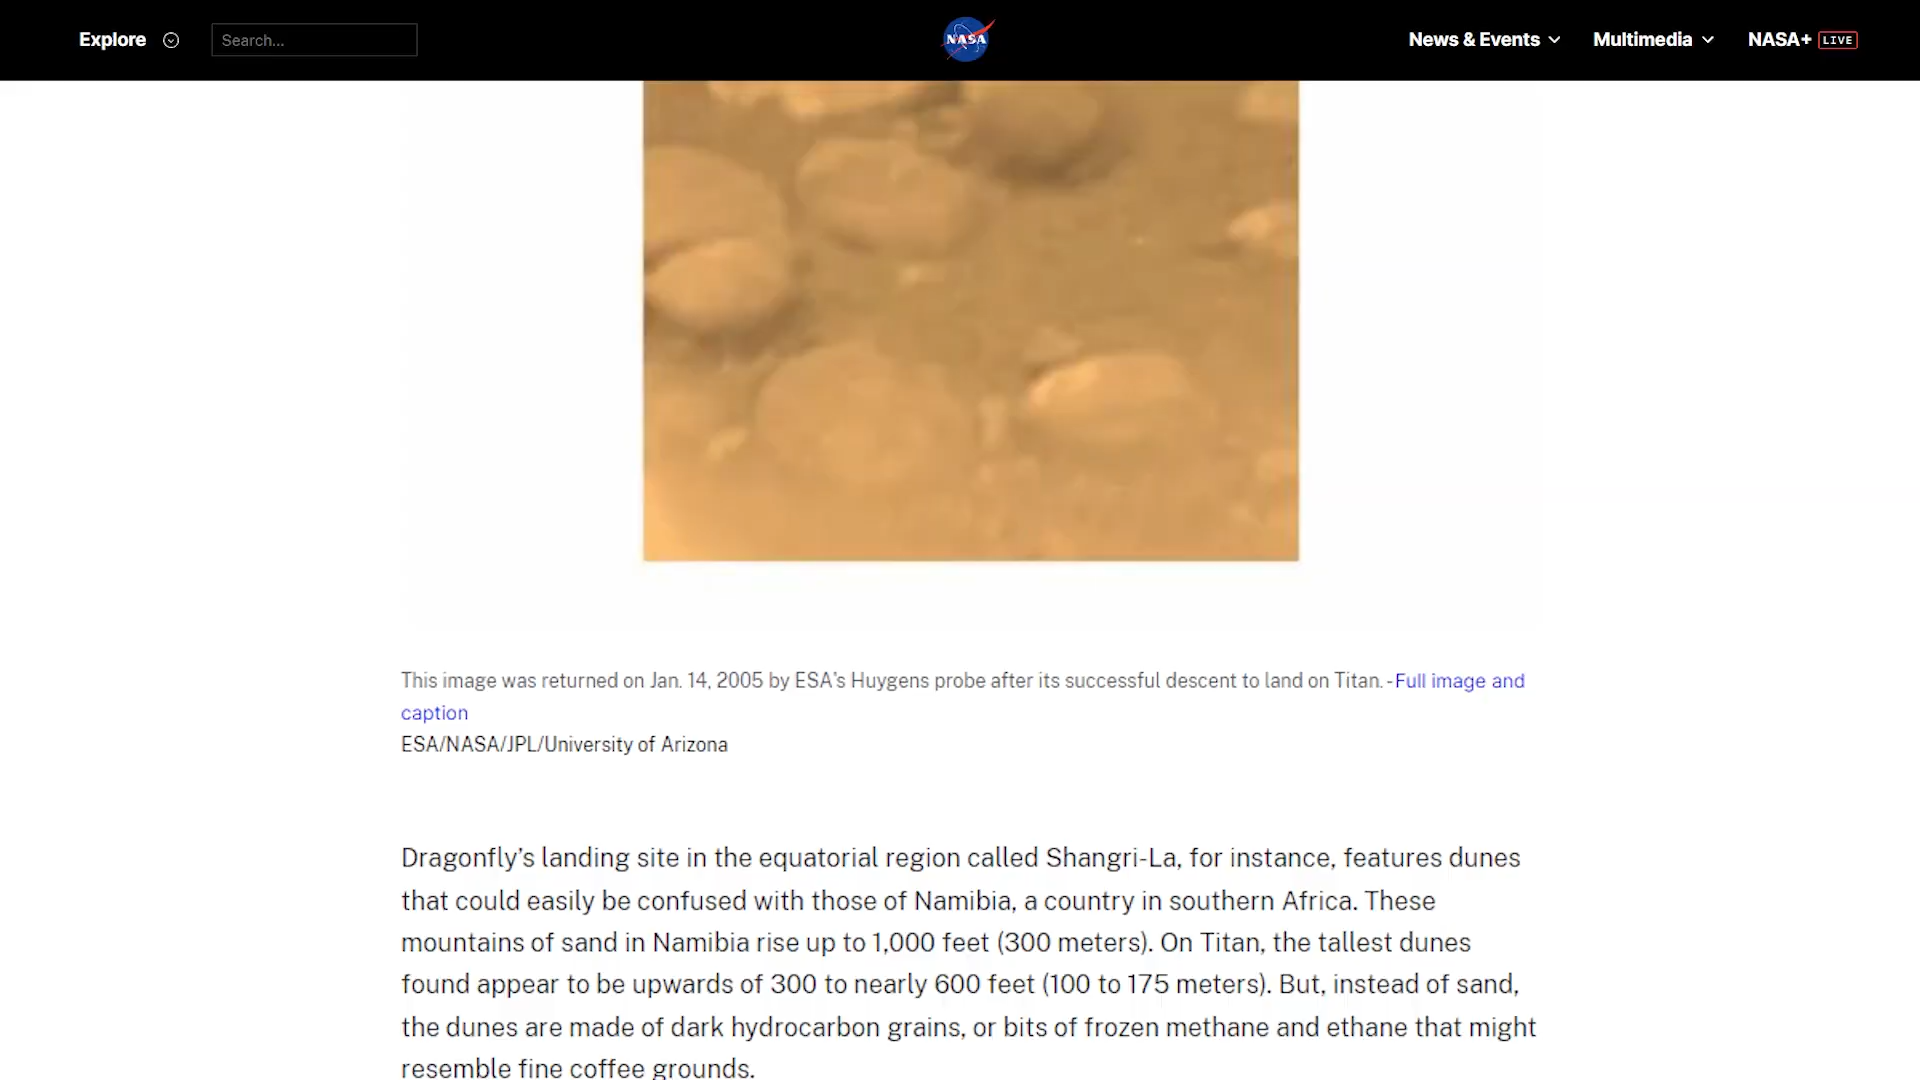 Explore
Search...
NASA
News & Events
Multimedia
NASA+ LIVE
This image was returned on Jan. 14, 2005 by ESA's Huygens probe after its successful descent to land on Titan. - Full image and
caption
ESA/NASA/JPL/University of Arizona
Dragonfly’s landing site in the equatorial region called Shangri-La, for instance, features dunes
that could easily be confused with those of Namibia, a country in southern Africa. These
mountains of sand in Namibia rise up to 1,000 feet (300 meters). On Titan, the tallest dunes
found appear to be upwards of 300 to nearly 600 feet (100 to 175 meters). But, instead of sand,
the dunes are made of dark hydrocarbon grains, or bits of frozen methane and ethane that might
resemble fine coffee grounds.